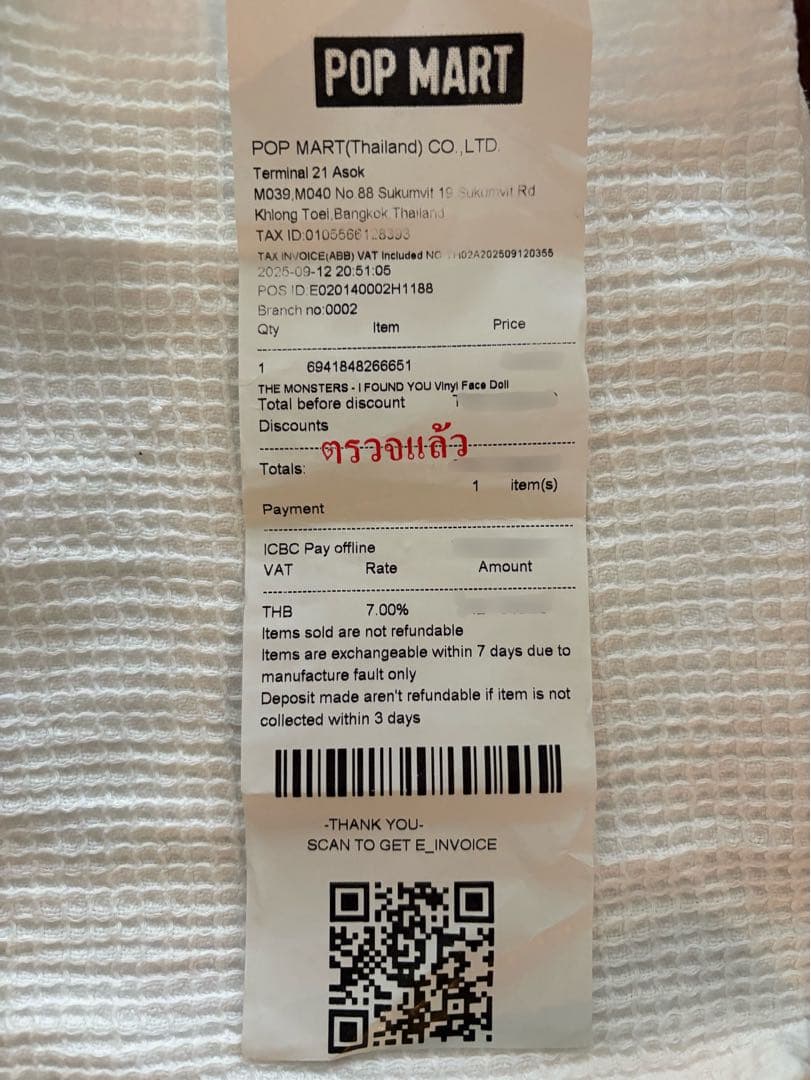 POP MART
POP MART(Thailand) CO.,LTD.
Terminal 21 Asok
M039,M040 No.88 Sukumvit 19 Sukumvit Rd
Khlong Toei,Bangkok,Thailand
TAX ID:0105566128393
TAX INVOICE(ABB) VAT Included NO
2025-09-12 20:51:05
POS ID:E020140002H1188
Branch no:0002
Qty Item Price
1 6941848266651
THE MONSTERS - I FOUND YOU Vinyl Face Doll
Total before discount
Discounts
ตรวจแล้ว
Totals:
1 item(s)
Payment
ICBC Pay offline
VAT Rate Amount
THB 7.00%
Items sold are not refundable
Items are exchangeable within 7 days due to
manufacture fault only
Deposit made aren't refundable if item is not
collected within 3 days
-THANK YOU-
SCAN TO GET E_INVOICE